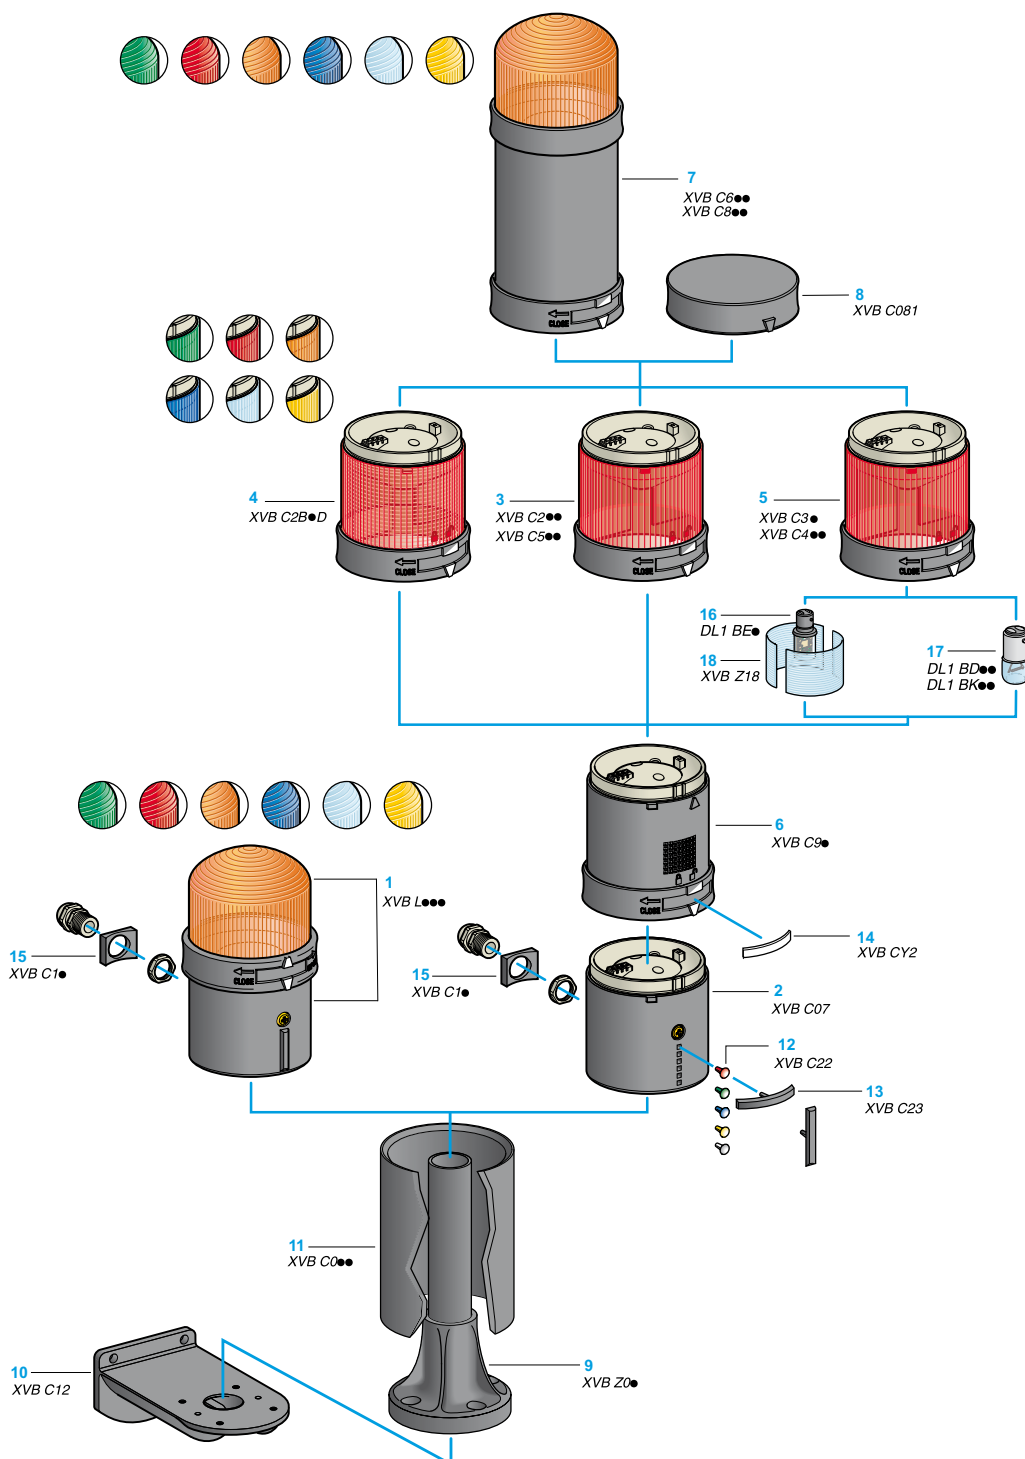 7
XVB C6●●
XVB C8●●
CLOSE
8
XVB C081
4
XVB C2B●D
CLOSE
3
XVB C2●●
XVB C5●●
CLOSE
5
XVB C3●
XVB C4●●
CLOSE
16
DL1 BE●
18
XVB Z18
17
DL1 BD●●
DL1 BK●●
6
XVB C9●
CLOSE
1
XVB L●●●
CLOSE
15
XVB C1●
15
XVB C1●
14
XVB CY2
2
XVB C07
12
XVB C22
13
XVB C23
11
XVB C0●●
10
XVB C12
9
XVB Z0●